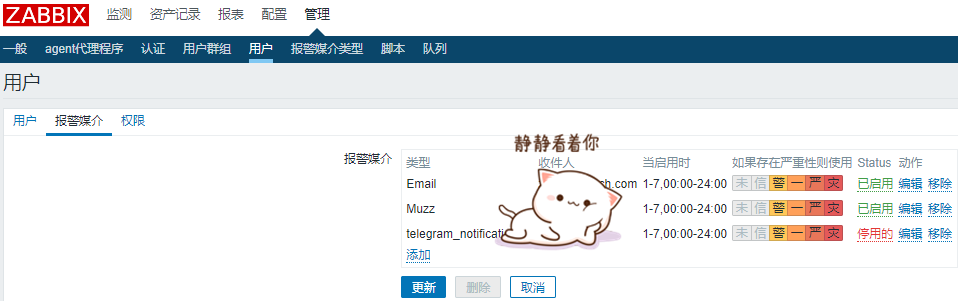 ZABBIX 监测 资产记录 报表 配置 管理
一般 agent代理程序 认证 用户群组 用户 报警媒介类型 脚本 队列
用户
用户 报警媒介 权限
静静看着你
报警媒介 类型 收件人 当启用时 如果存在严重性则使用 Status 动作
Email .com 1-7,00:00-24:00 未 信 警 一 严 灾 已启用 编辑 移除
Muzz 1-7,00:00-24:00 未 信 警 一 严 灾 已启用 编辑 移除
1-7,00:00-24:00 未 信 警 一 严 灾 停用的 编辑 移除
添加
更新 删除 取消